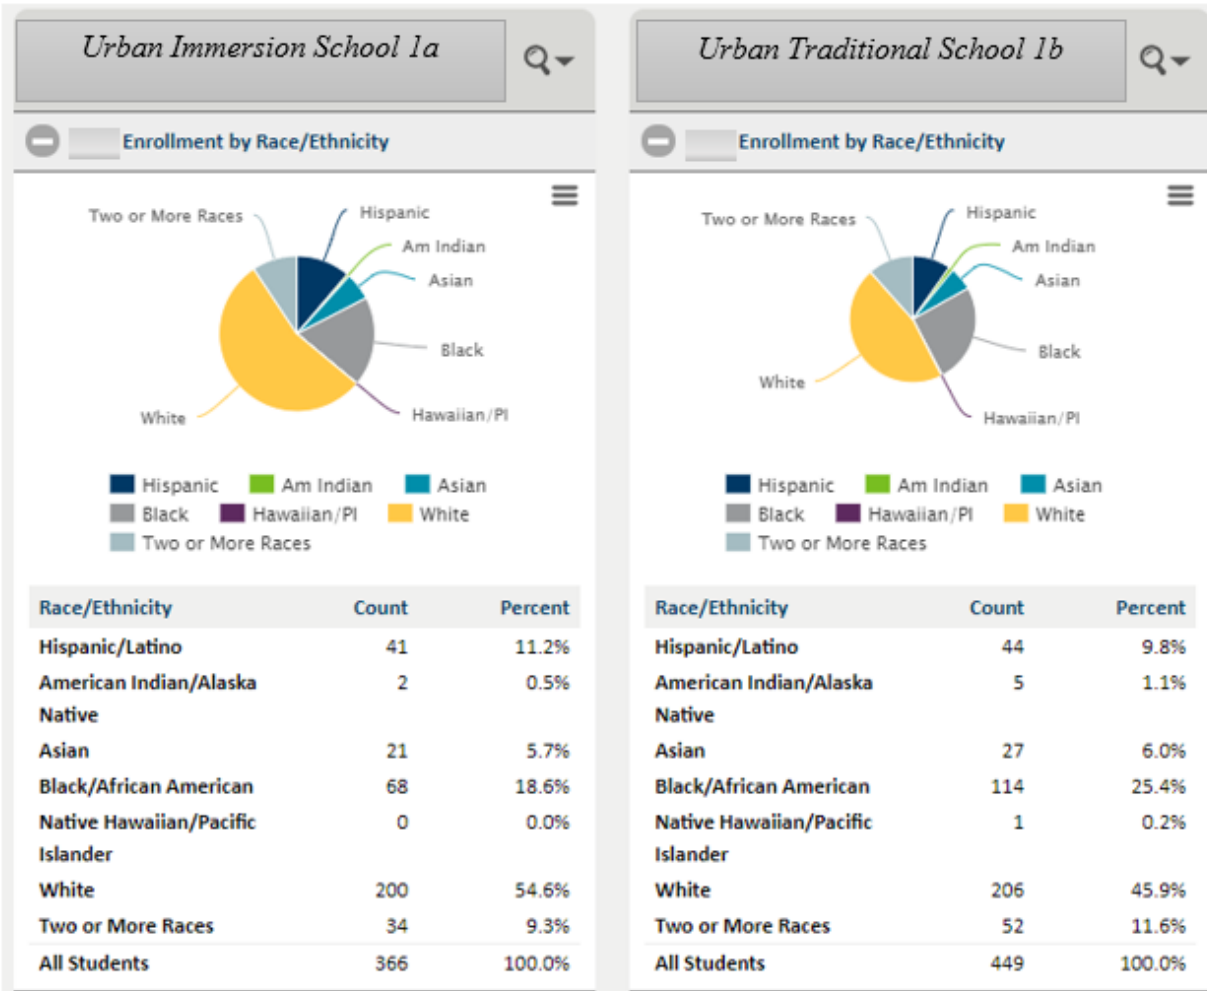 Urban Immersion School 1a
Enrollment by Race/Ethnicity
Two or More Races
Hispanic
Am Indian
Asian
Black
White
Hawaiian/PI
Hispanic Am Indian Asian
Black Hawaiian/PI White
Two or More Races
Race/Ethnicity Count Percent
Hispanic/Latino 41 11.2%
American Indian/Alaska 2 0.5%
Native
Asian 21 5.7%
Black/African American 68 18.6%
Native Hawaiian/Pacific 0 0.0%
Islander
White 200 54.6%
Two or More Races 34 9.3%
All Students 366 100.0%
Urban Traditional School 1b
Enrollment by Race/Ethnicity
Two or More Races
Hispanic
Am Indian
Asian
Black
White
Hawaiian/PI
Hispanic Am Indian Asian
Black Hawaiian/PI White
Two or More Races
Race/Ethnicity Count Percent
Hispanic/Latino 44 9.8%
American Indian/Alaska 5 1.1%
Native
Asian 27 6.0%
Black/African American 114 25.4%
Native Hawaiian/Pacific 1 0.2%
Islander
White 206 45.9%
Two or More Races 52 11.6%
All Students 449 100.0%